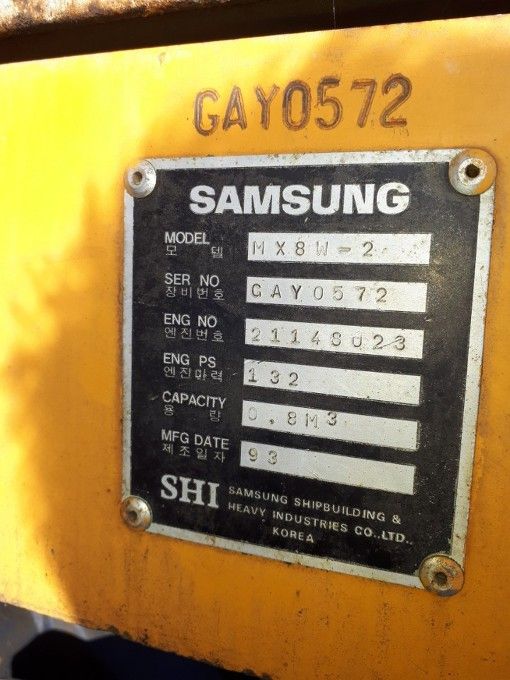 GAY0572
SAMSUNG
MODEL MX8W-2
모 델
SER NO GAY0572
장비번호
ENG NO 21148023
엔진번호
ENG PS 132
엔진마력
CAPACITY 0.8M3
용 량
MFG DATE 93
제조일자
SHI SAMSUNG SHIPBUILDING &
HEAVY INDUSTRIES CO.,LTD.,
KOREA